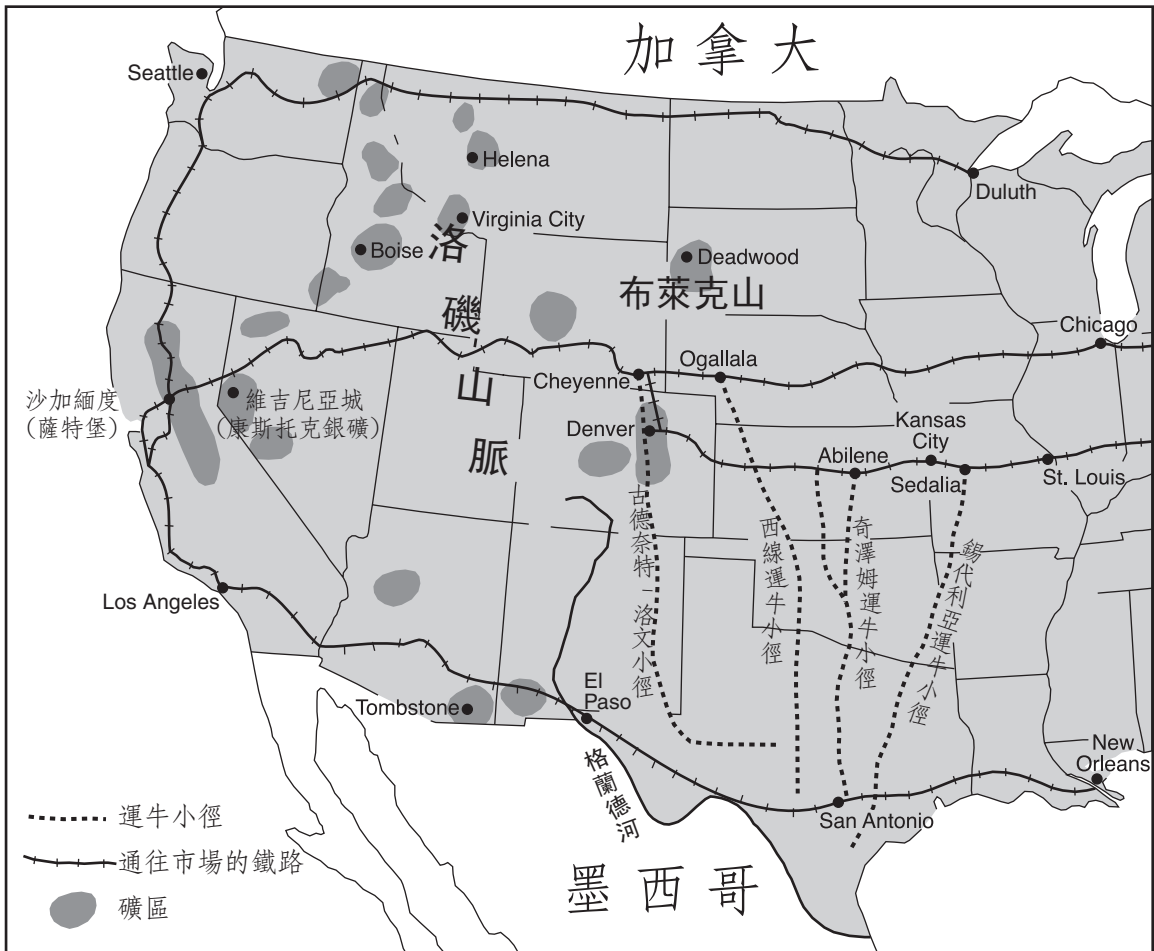 加拿大
Seattle
Helena
Duluth
Virginia City
Boise
Deadwood
布萊克山
洛磯山脈
Chicago
Ogallala
Cheyenne
沙加緬度
(薩特堡)
維吉尼亞城
(康斯托克銀礦)
Denver
Kansas
City
Abilene
Sedalia
St. Louis
古德奈特-洛文小徑
西線運牛小徑
奇澤姆運牛小徑
錫代利亞運牛小徑
Los Angeles
Tombstone
El
Paso
格蘭德河
New
Orleans
San Antonio
墨西哥
運牛小徑
通往市場的鐵路
礦區